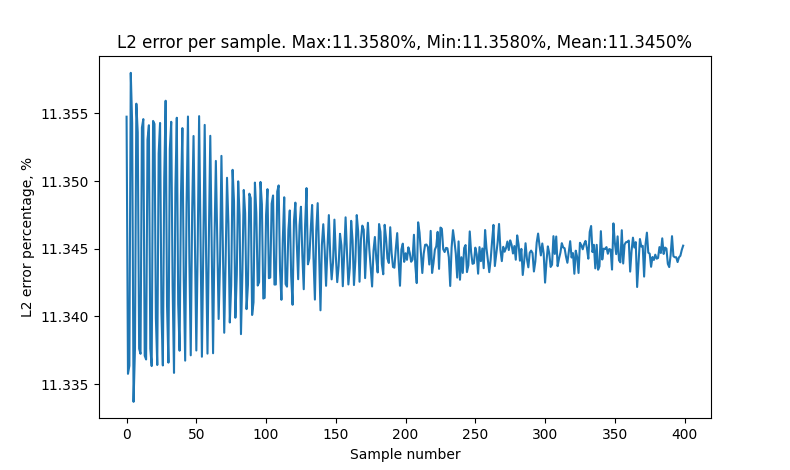 L2 error per sample. Max:11.3580%, Min:11.3580%, Mean:11.3450%
11.355
11.350
11.345
11.340
11.335
L2 error percentage, %
0 50 100 150 200 250 300 350 400
Sample number